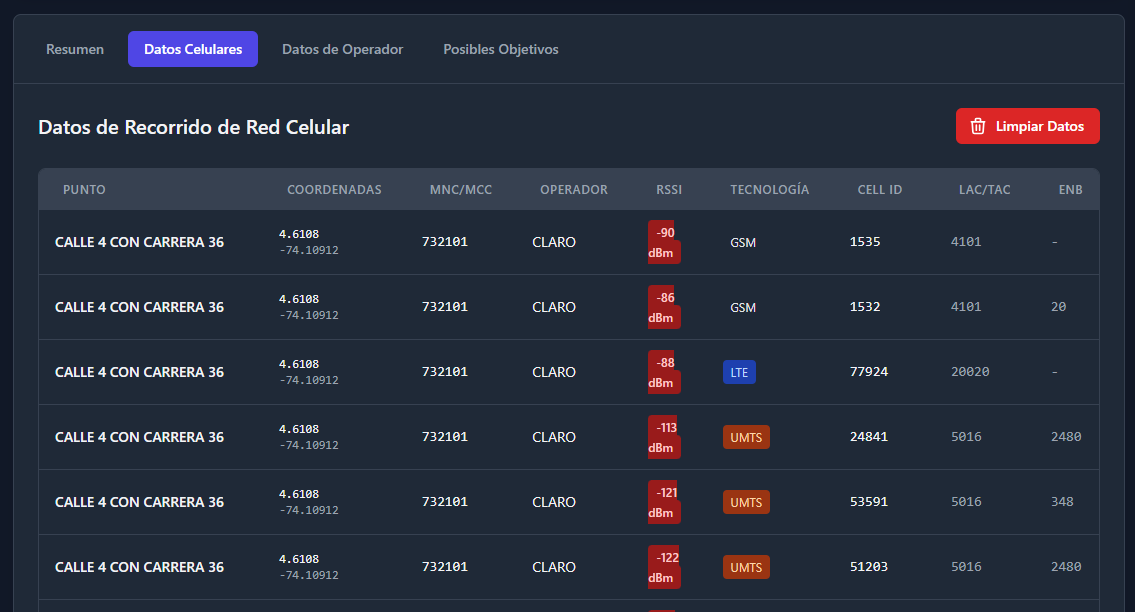 Resumen Datos Celulares Datos de Operador Posibles Objetivos
Datos de Recorrido de Red Celular Limpiar Datos
PUNTO COORDENADAS MNC/MCC OPERADOR RSSI TECNOLOGÍA CELL ID LAC/TAC ENB
CALLE 4 CON CARRERA 36 4.6108 -74.10912 732101 CLARO -90 dBm GSM 1535 4101 -
CALLE 4 CON CARRERA 36 4.6108 -74.10912 732101 CLARO -86 dBm GSM 1532 4101 20
CALLE 4 CON CARRERA 36 4.6108 -74.10912 732101 CLARO -88 dBm LTE 77924 20020 -
CALLE 4 CON CARRERA 36 4.6108 -74.10912 732101 CLARO -113 dBm UMTS 24841 5016 2480
CALLE 4 CON CARRERA 36 4.6108 -74.10912 732101 CLARO -121 dBm UMTS 53591 5016 348
CALLE 4 CON CARRERA 36 4.6108 -74.10912 732101 CLARO -122 dBm UMTS 51203 5016 2480